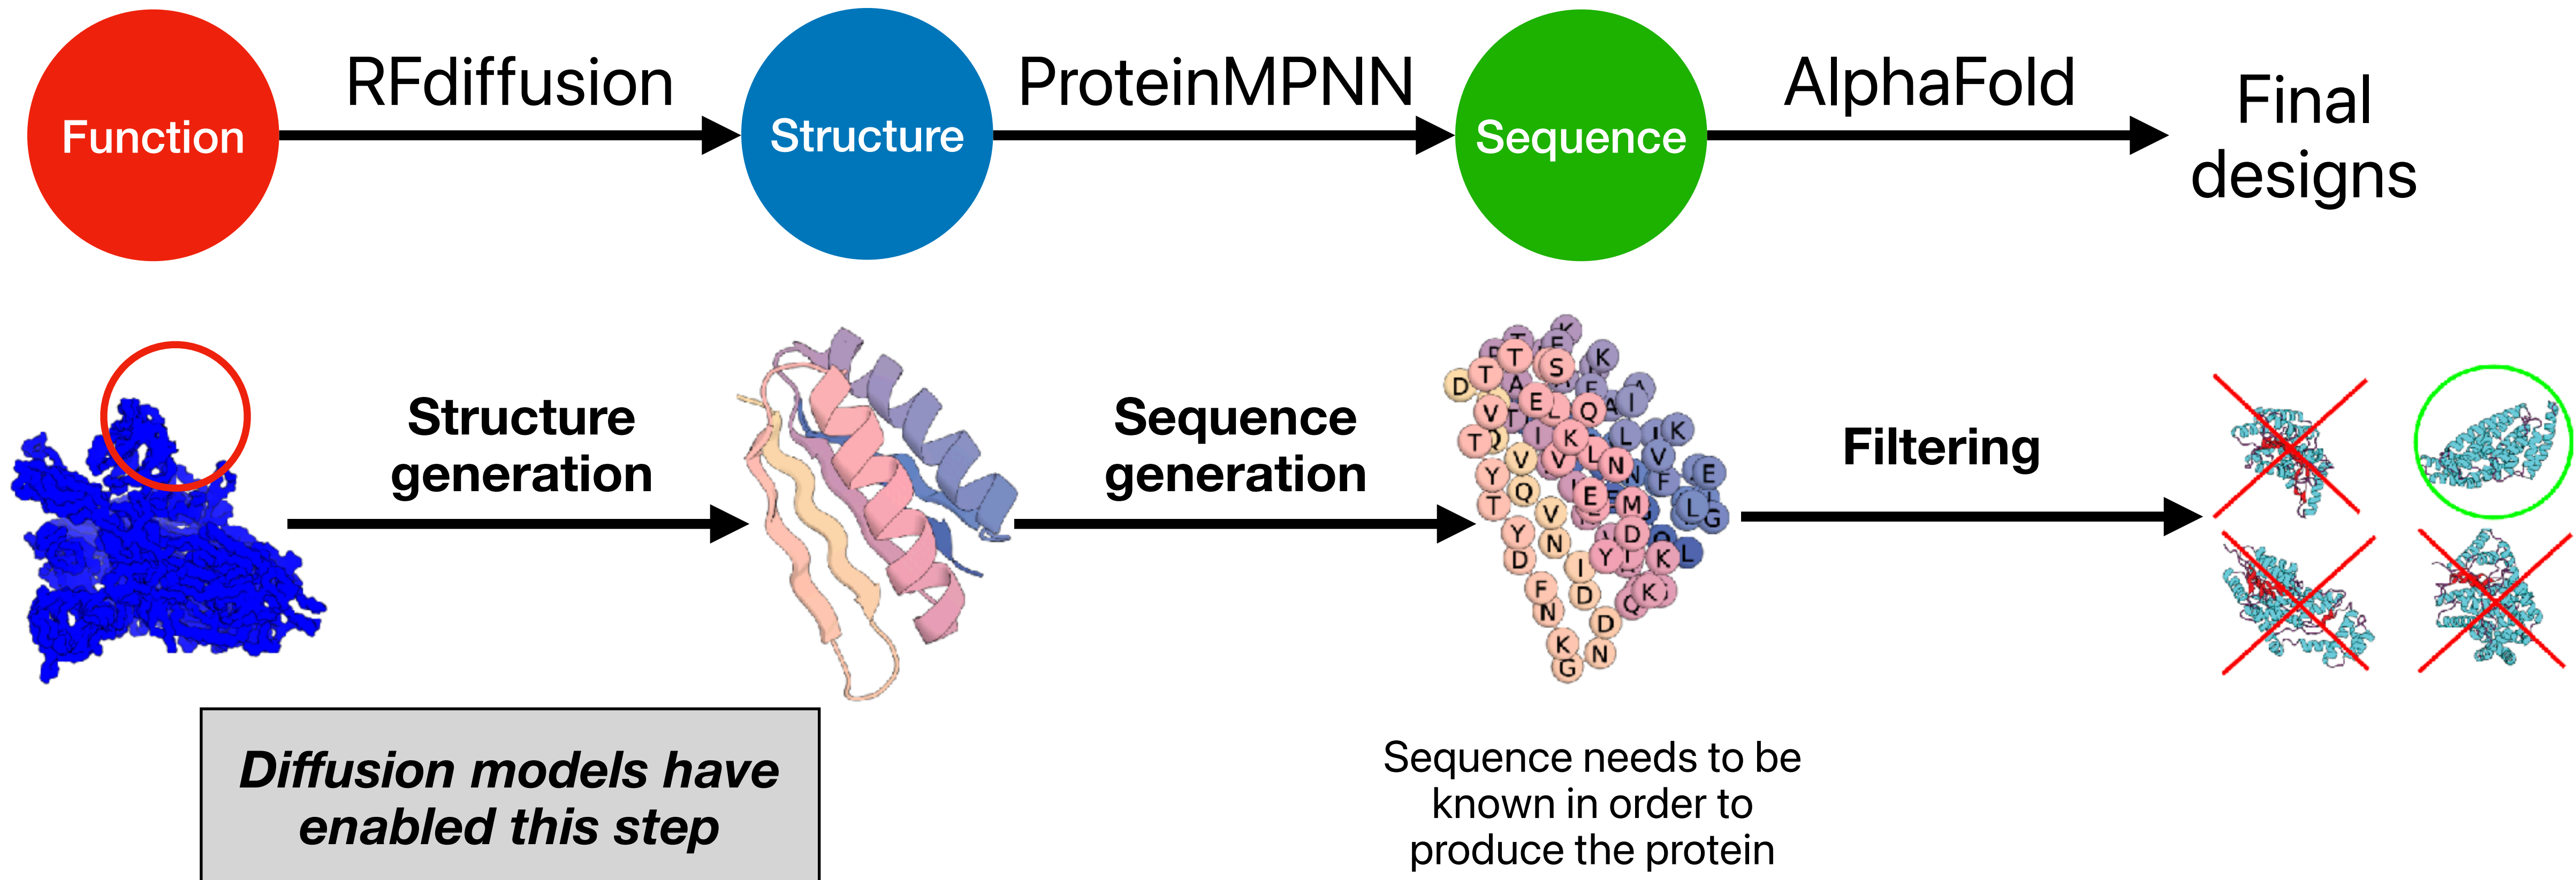 Function
RFdiffusion
Structure
ProteinMPNN
Sequence
AlphaFold
Final
designs
Structure
generation
Sequence
generation
Filtering
Diffusion models have
enabled this step
Sequence needs to be
known in order to
produce the protein